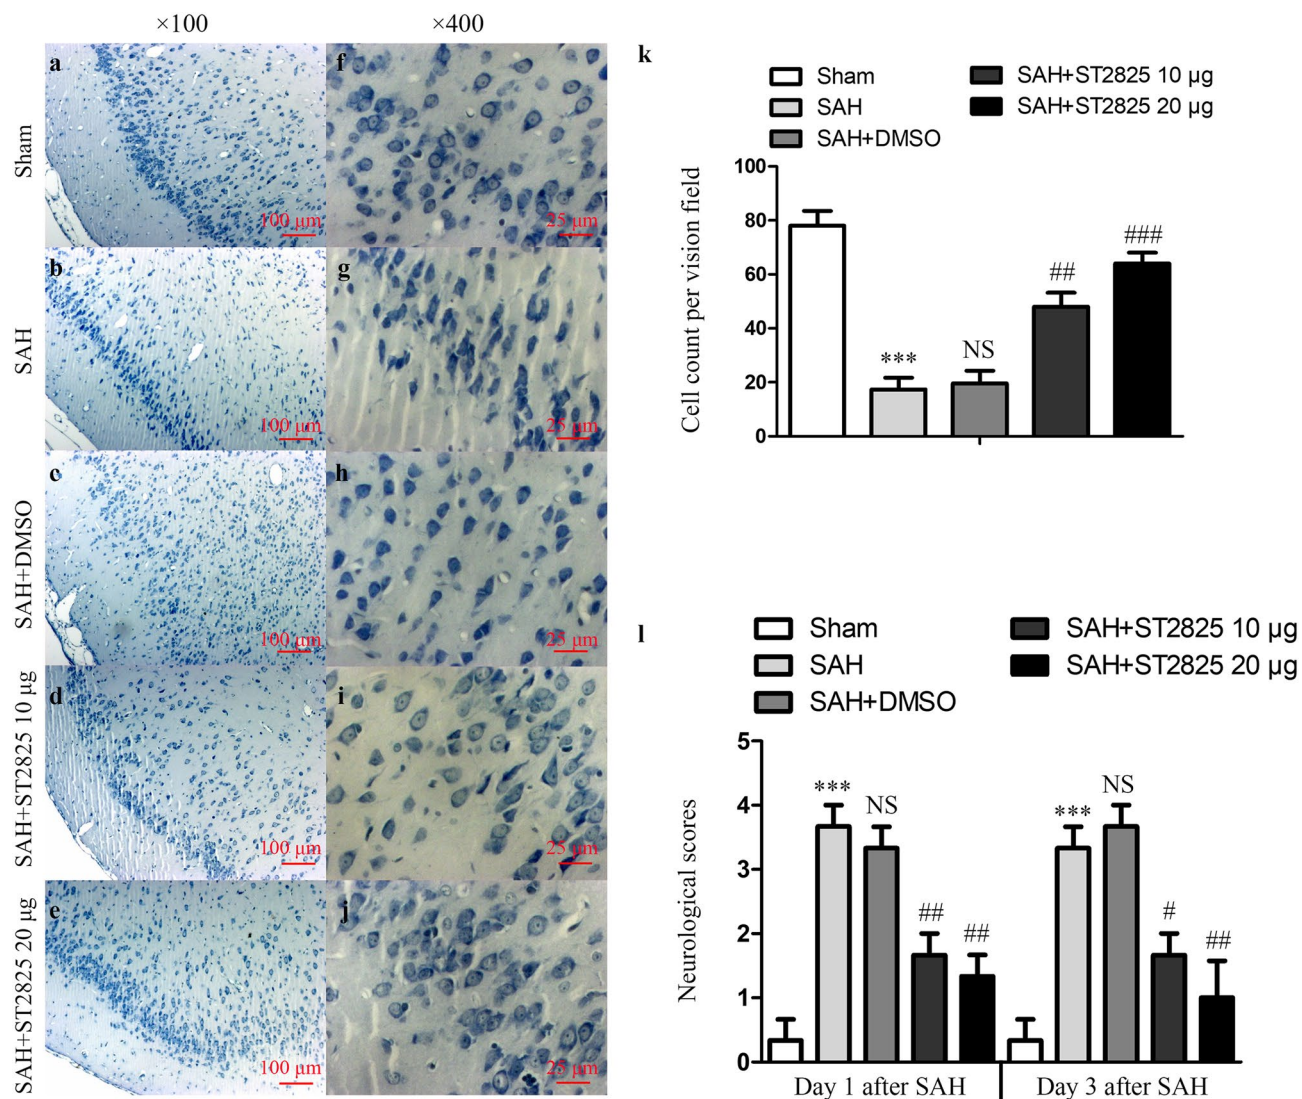 ×100
×400
Sham
a
100 μm
f
25 μm
SAH
b
100 μm
g
25 μm
SAH+DMSO
c
100 μm
h
25 μm
SAH+ST2825 10 μg
d
100 μm
i
25 μm
SAH+ST2825 20 μg
e
100 μm
j
25 μm
k
Sham
SAH
SAH+DMSO
SAH+ST2825 10 μg
SAH+ST2825 20 μg
Cell count per vision field
100
80
60
40
20
0
***
NS
##
###
l
Sham
SAH
SAH+DMSO
SAH+ST2825 10 μg
SAH+ST2825 20 μg
Neurological scores
5
4
3
2
1
0
***
NS
##
##
***
NS
#
##
Day 1 after SAH
Day 3 after SAH